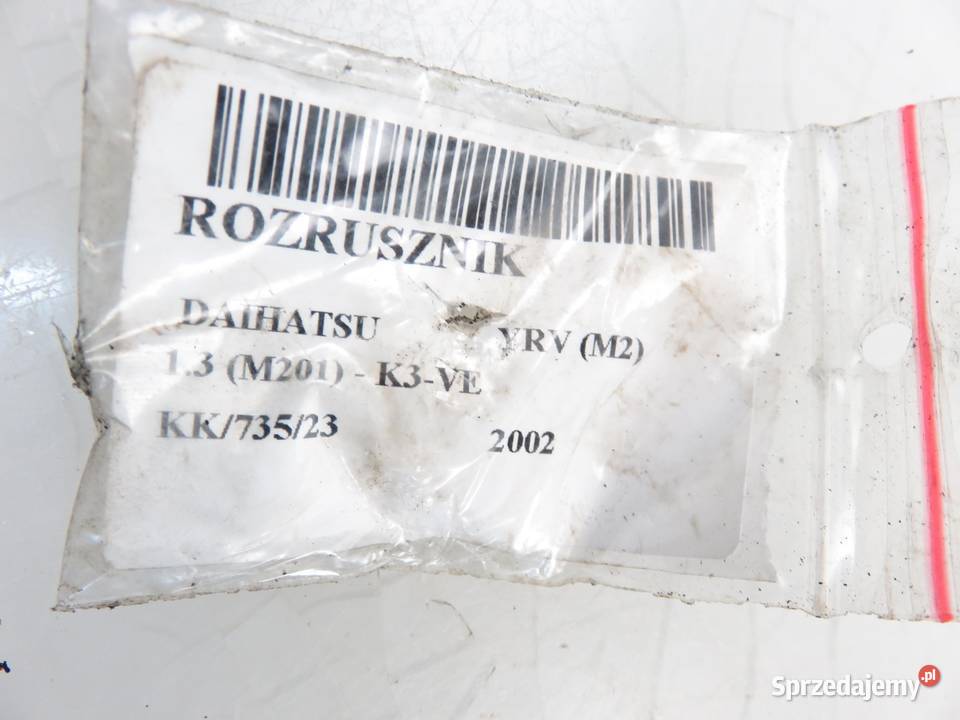 ROZRUSZNIK
DAIHATSU YRV (M2)
1.3 (M201) - K3-VE
KK/735/23 2002
Sprzedajemy.pl